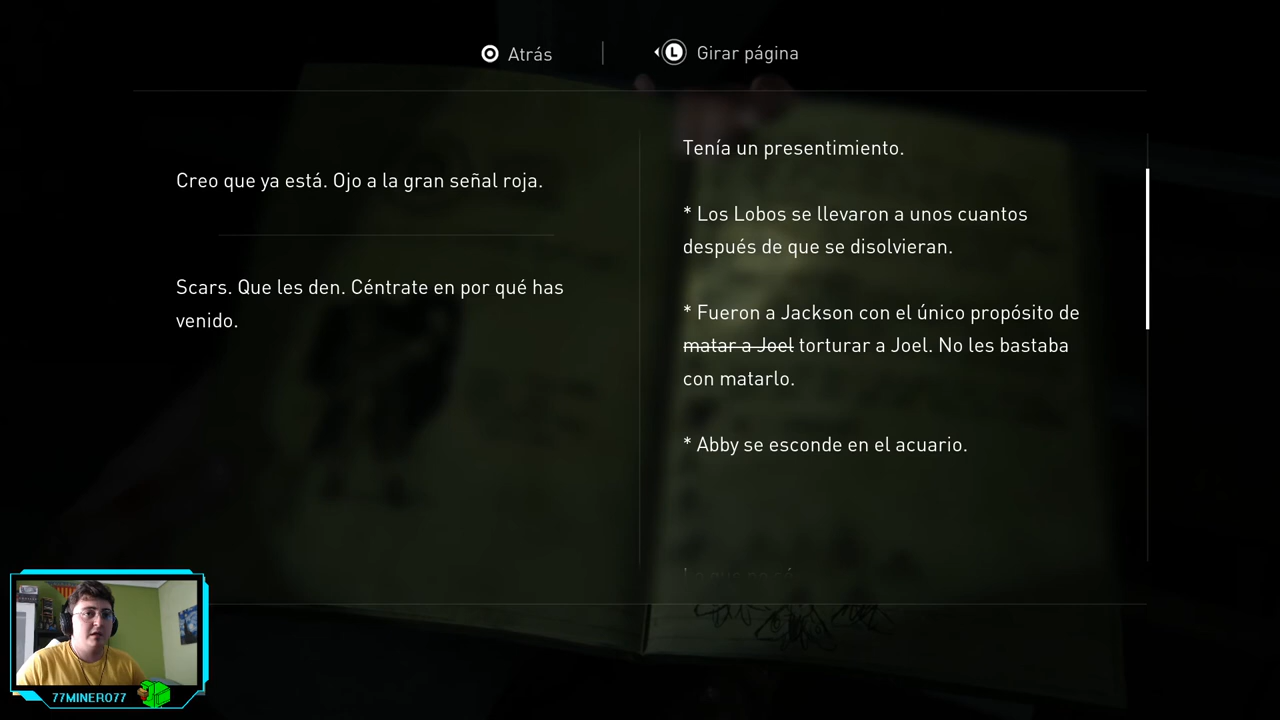 Atrás
L Girar página
Creo que ya está. Ojo a la gran señal roja.
Scars. Que les den. Céntrate en por qué has
venido.
Tenía un presentimiento.
* Los Lobos se llevaron a unos cuantos
después de que se disolvieran.
* Fueron a Jackson con el único propósito de
matar a Joel torturar a Joel. No les bastaba
con matarlo.
* Abby se esconde en el acuario.
77MINERO77